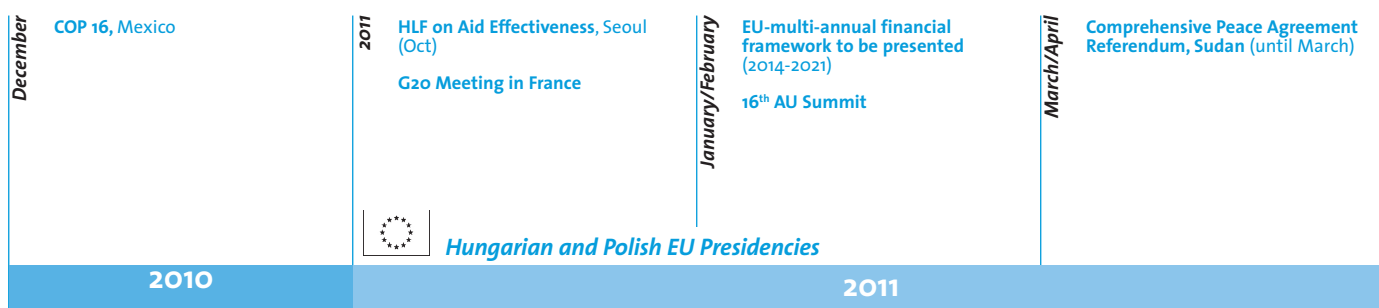 December
COP 16, Mexico
2011
HLF on Aid Effectiveness, Seoul
(Oct)
G20 Meeting in France
January/February
EU-multi-annual financial
framework to be presented
(2014-2021)
16th AU Summit
March/April
Comprehensive Peace Agreement
Referendum, Sudan (until March)
Hungarian and Polish EU Presidencies
2010
2011